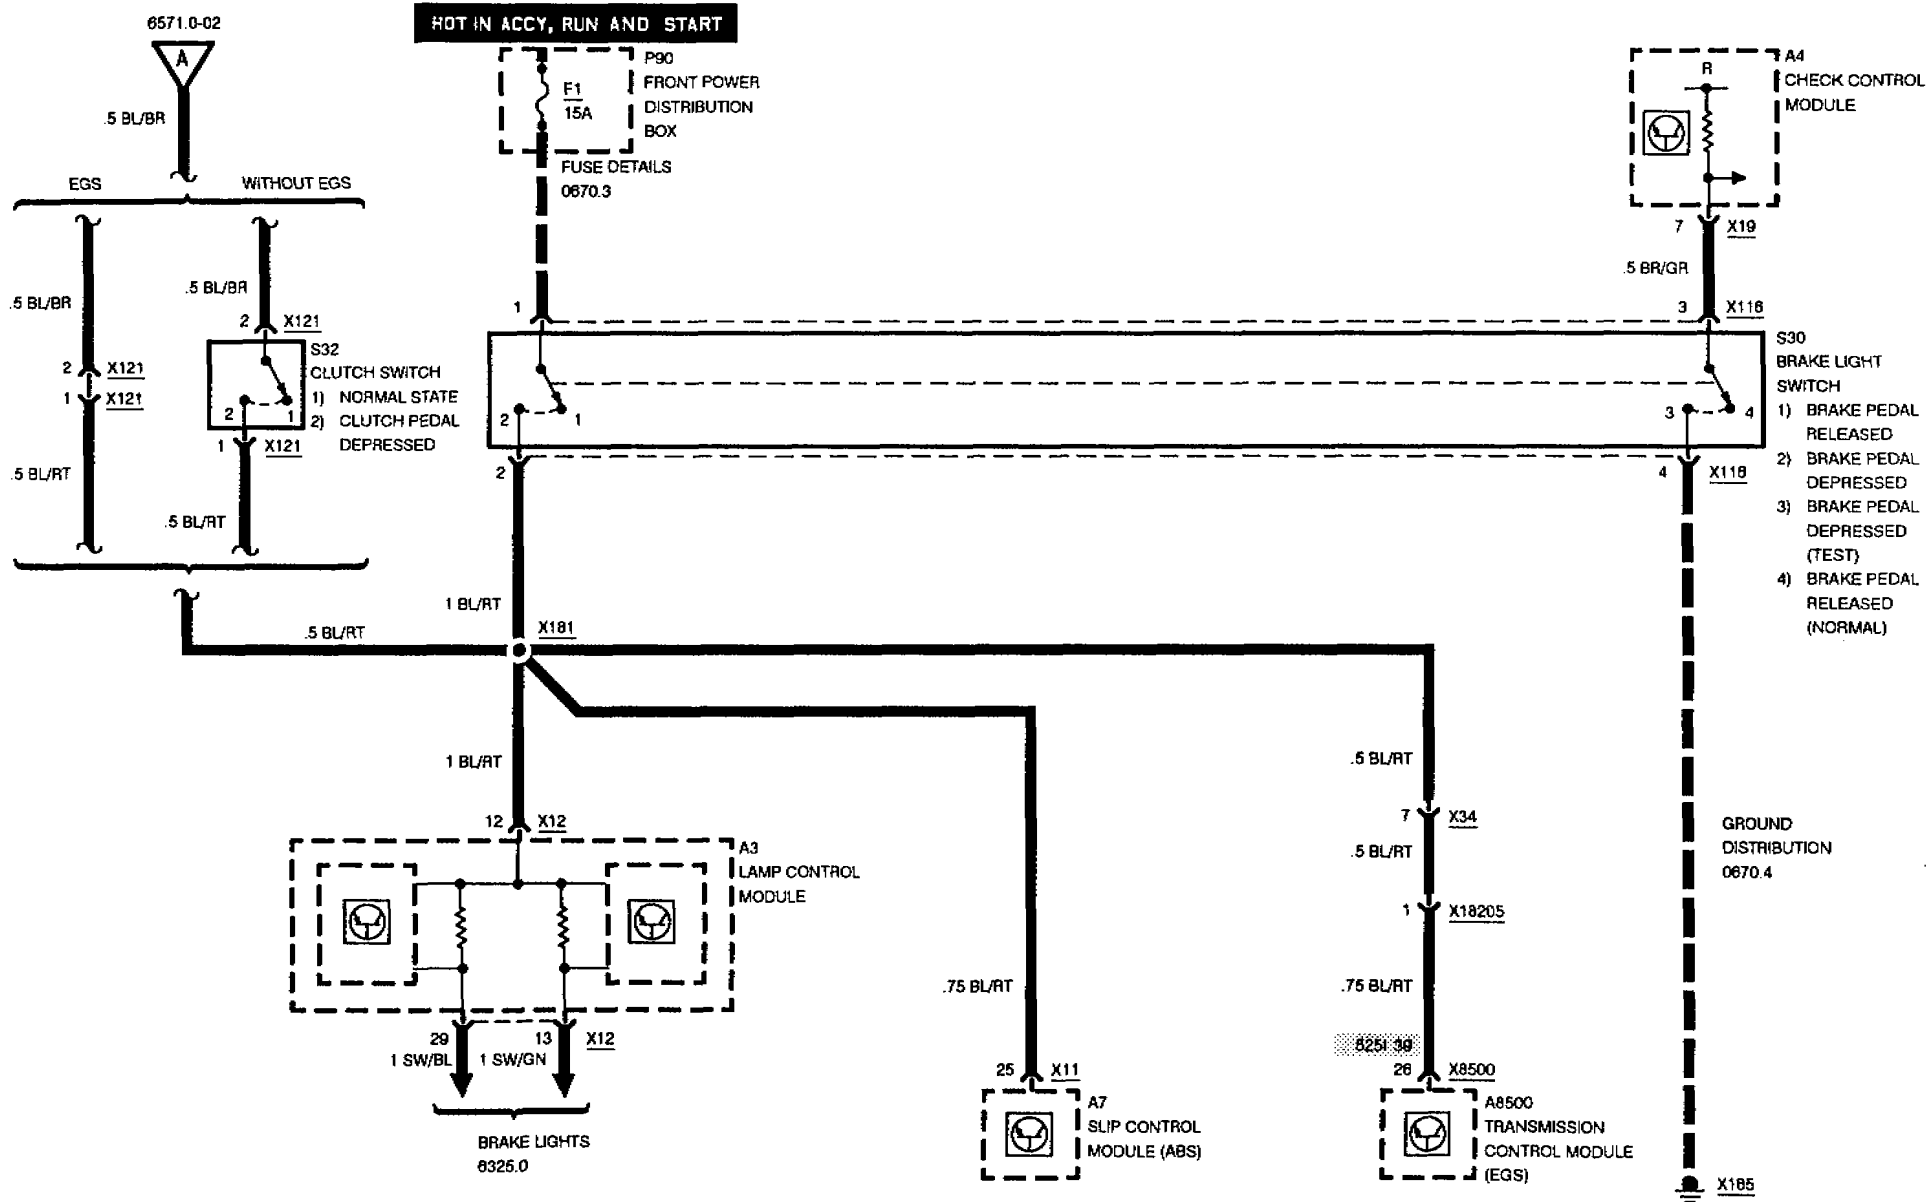 6571.0-02
A
.5 BL/BR
EGS
WITHOUT EGS
.5 BL/BR
.5 BL/BR
2 X121
2 X121
1 X121
S32
CLUTCH SWITCH
1) NORMAL STATE
2) CLUTCH PEDAL
DEPRESSED
2
1
1 X121
.5 BL/RT
.5 BL/RT
.5 BL/RT
HOT IN ACCY, RUN AND START
P90
FRONT POWER
DISTRIBUTION
BOX
F1
15A
FUSE DETAILS
0670.3
A4
CHECK CONTROL
MODULE
R
7 X19
.5 BR/GR
1
3 X118
S30
BRAKE LIGHT
SWITCH
1) BRAKE PEDAL
RELEASED
2) BRAKE PEDAL
DEPRESSED
3) BRAKE PEDAL
DEPRESSED
(TEST)
4) BRAKE PEDAL
RELEASED
(NORMAL)
2
1
3
4
2
4 X118
1 BL/RT
X181
1 BL/RT
12 X12
A3
LAMP CONTROL
MODULE
29
13 X12
1 SW/BL
1 SW/GN
BRAKE LIGHTS
6325.0
.75 BL/RT
25 X11
A7
SLIP CONTROL
MODULE (ABS)
.5 BL/RT
7 X34
.5 BL/RT
1 X18205
.75 BL/RT
26 X8500
A8500
TRANSMISSION
CONTROL MODULE
(EGS)
GROUND
DISTRIBUTION
0670.4
X165